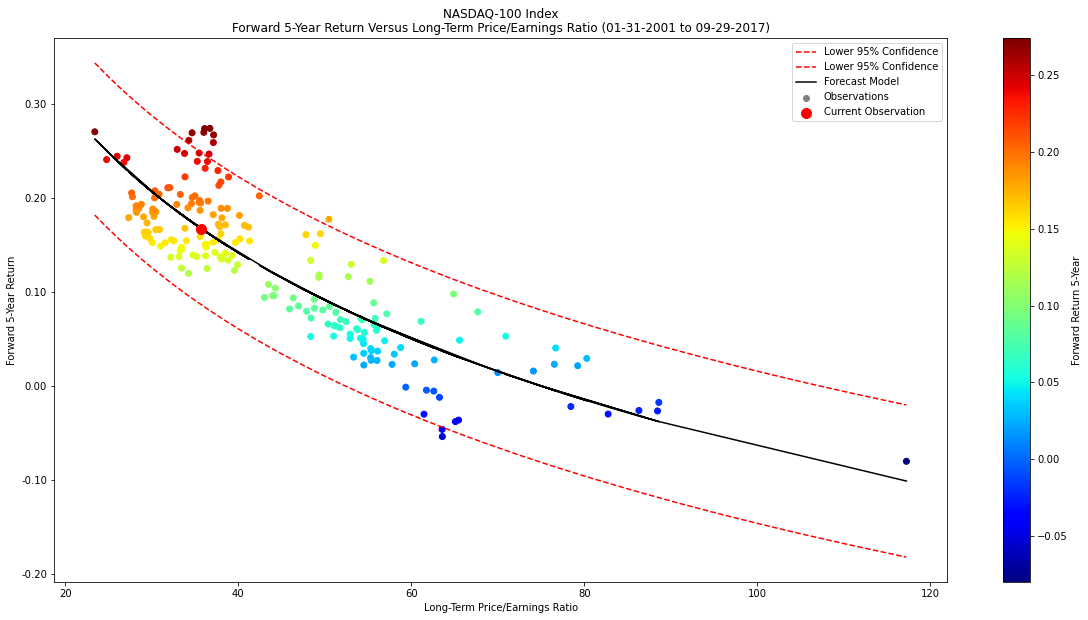 NASDAQ-100 Index
Forward 5-Year Return Versus Long-Term Price/Earnings Ratio (01-31-2001 to 09-29-2017)
Lower 95% Confidence
Lower 95% Confidence
Forecast Model
Observations
Current Observation
Forward 5-Year Return
0.30
0.20
0.10
0.00
-0.10
-0.20
20 40 60 80 100 120
Long-Term Price/Earnings Ratio
0.25
0.20
0.15
0.10
0.05
0.00
−0.05
Forward Return 5-Year